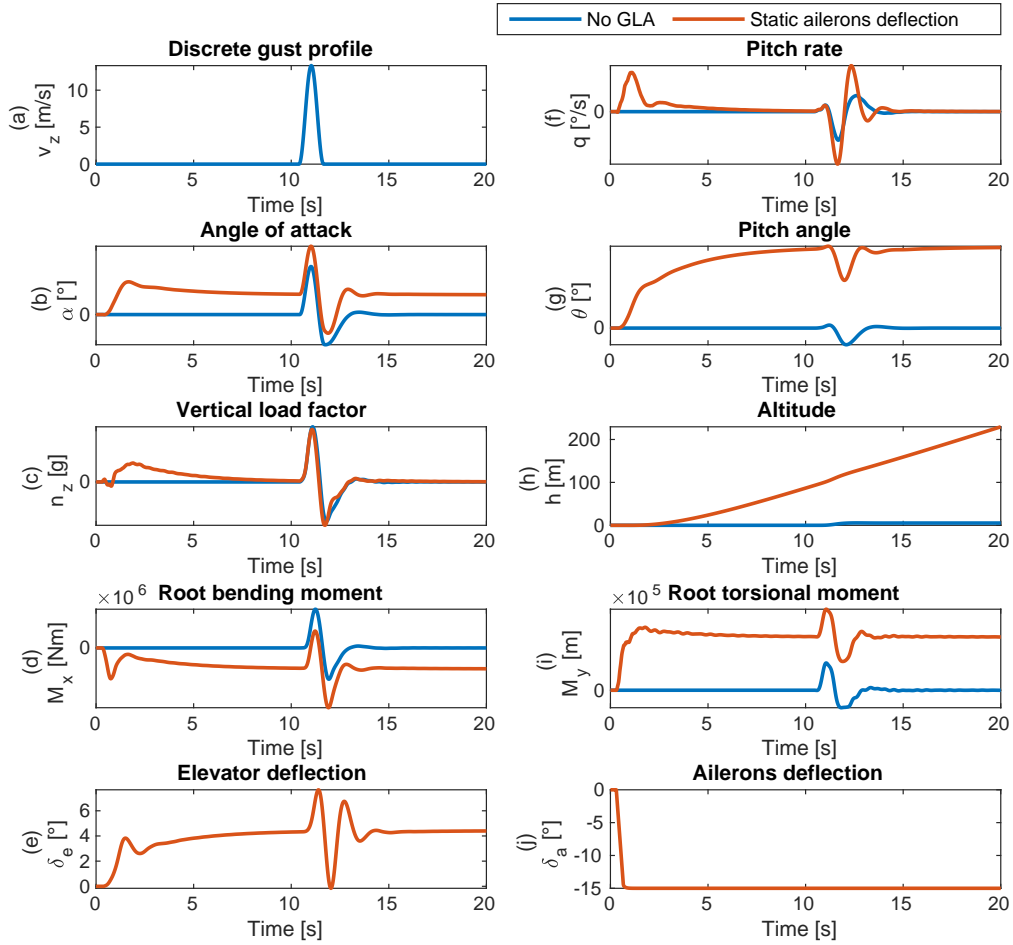 No GLA
Static ailerons deflection
Discrete gust profile
(a)
v_z [m/s]
10
5
0
0 5 10 15 20
Time [s]
Pitch rate
(f)
q [°/s]
0
0 5 10 15 20
Time [s]
Angle of attack
(b)
α [°]
0
0 5 10 15 20
Time [s]
Pitch angle
(g)
θ [°]
0
0 5 10 15 20
Time [s]
Vertical load factor
(c)
n_z [g]
0
0 5 10 15 20
Time [s]
Altitude
(h)
h [m]
200
100
0
0 5 10 15 20
Time [s]
×10^6 Root bending moment
(d)
M_x [Nm]
0
0 5 10 15 20
Time [s]
×10^5 Root torsional moment
(i)
M_y [m]
0
0 5 10 15 20
Time [s]
Elevator deflection
(e)
δ_e [°]
6
4
2
0
0 5 10 15 20
Time [s]
Ailerons deflection
(j)
δ_a [°]
0
-5
-10
-15
0 5 10 15 20
Time [s]